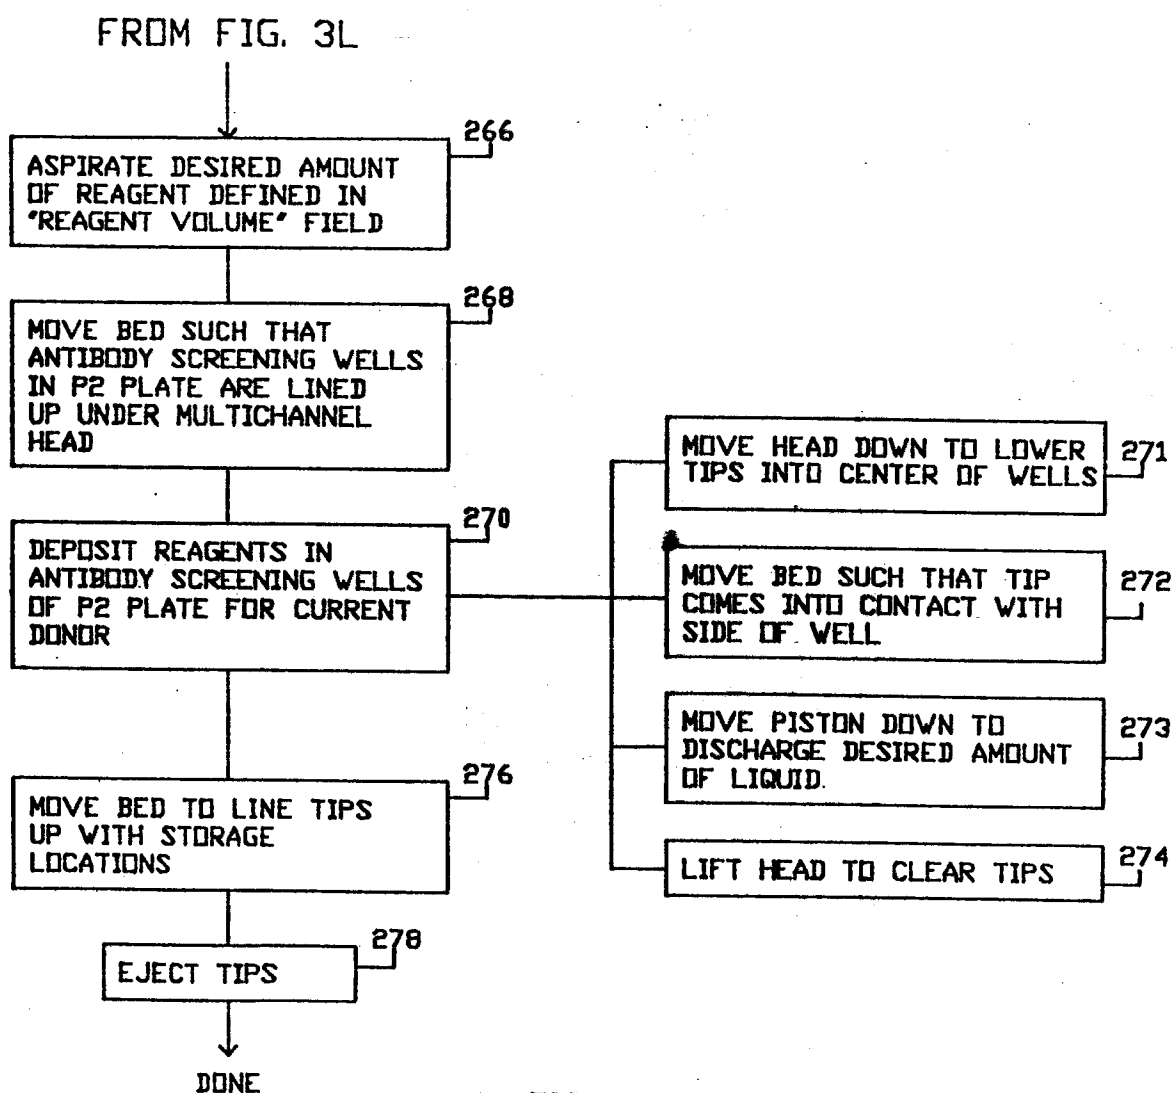 FROM FIG. 3L
266
ASPIRATE DESIRED AMOUNT
OF REAGENT DEFINED IN
"REAGENT VOLUME" FIELD
268
MOVE BED SUCH THAT
ANTIBODY SCREENING WELLS
IN P2 PLATE ARE LINED
UP UNDER MULTICHANNEL
HEAD
270
DEPOSIT REAGENTS IN
ANTIBODY SCREENING WELLS
OF P2 PLATE FOR CURRENT
DONOR
271
MOVE HEAD DOWN TO LOWER
TIPS INTO CENTER OF WELLS
272
MOVE BED SUCH THAT TIP
COMES INTO CONTACT WITH
SIDE OF WELL
273
MOVE PISTON DOWN TO
DISCHARGE DESIRED AMOUNT
OF LIQUID.
274
LIFT HEAD TO CLEAR TIPS
276
MOVE BED TO LINE TIPS
UP WITH STORAGE
LOCATIONS
278
EJECT TIPS
DONE